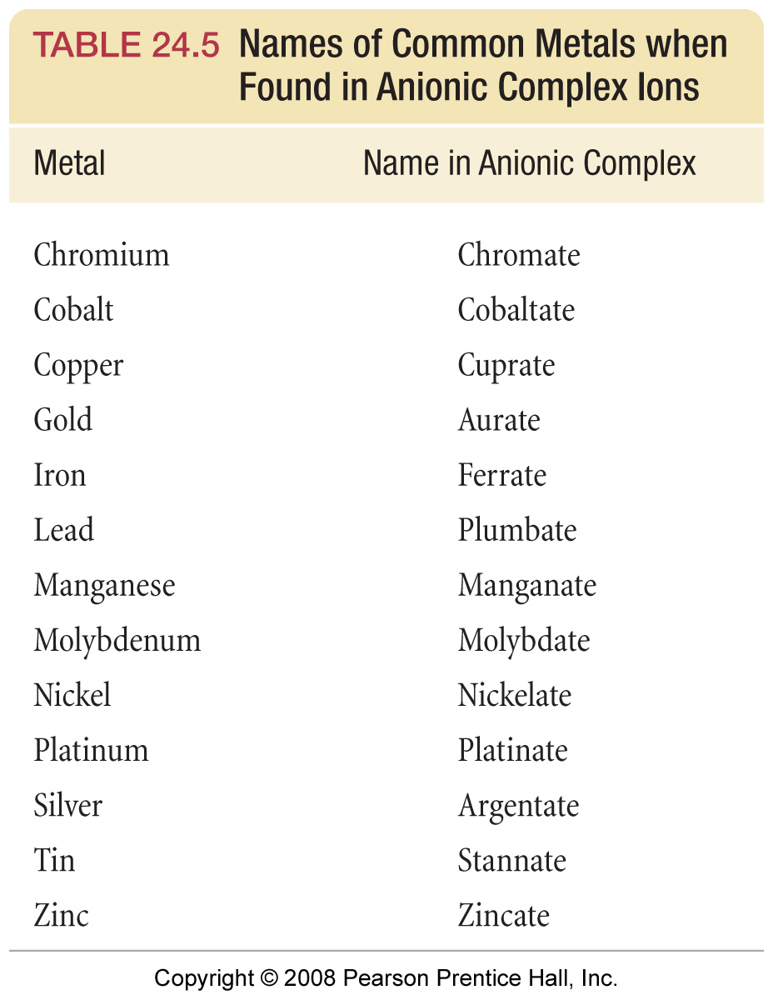 TABLE 24.5 Names of Common Metals when
Found in Anionic Complex Ions
Metal Name in Anionic Complex
Chromium Chromate
Cobalt Cobaltate
Copper Cuprate
Gold Aurate
Iron Ferrate
Lead Plumbate
Manganese Manganate
Molybdenum Molybdate
Nickel Nickelate
Platinum Platinate
Silver Argentate
Tin Stannate
Zinc Zincate
Copyright © 2008 Pearson Prentice Hall, Inc.